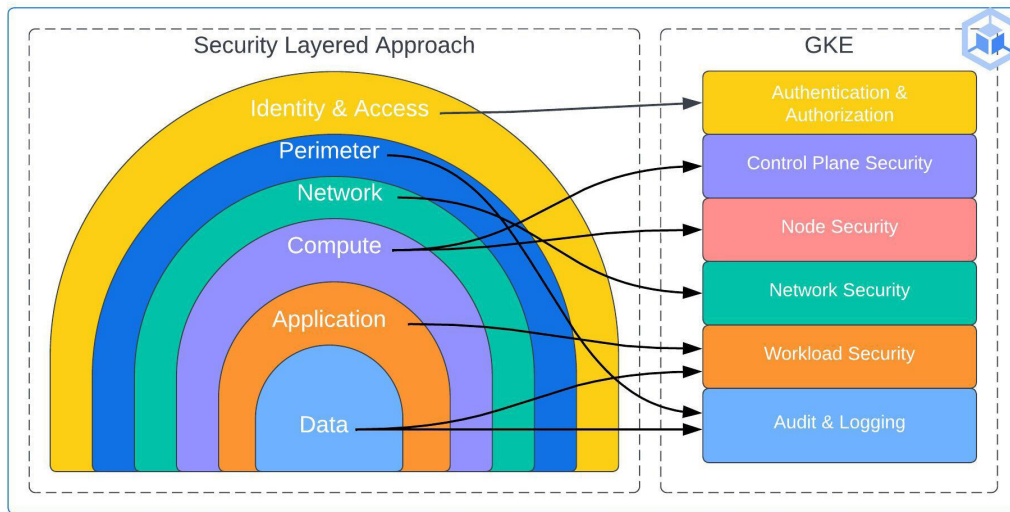 Security Layered Approach
Identity & Access
Perimeter
Network
Compute
Application
Data
GKE
Authentication &
Authorization
Control Plane Security
Node Security
Network Security
Workload Security
Audit & Logging